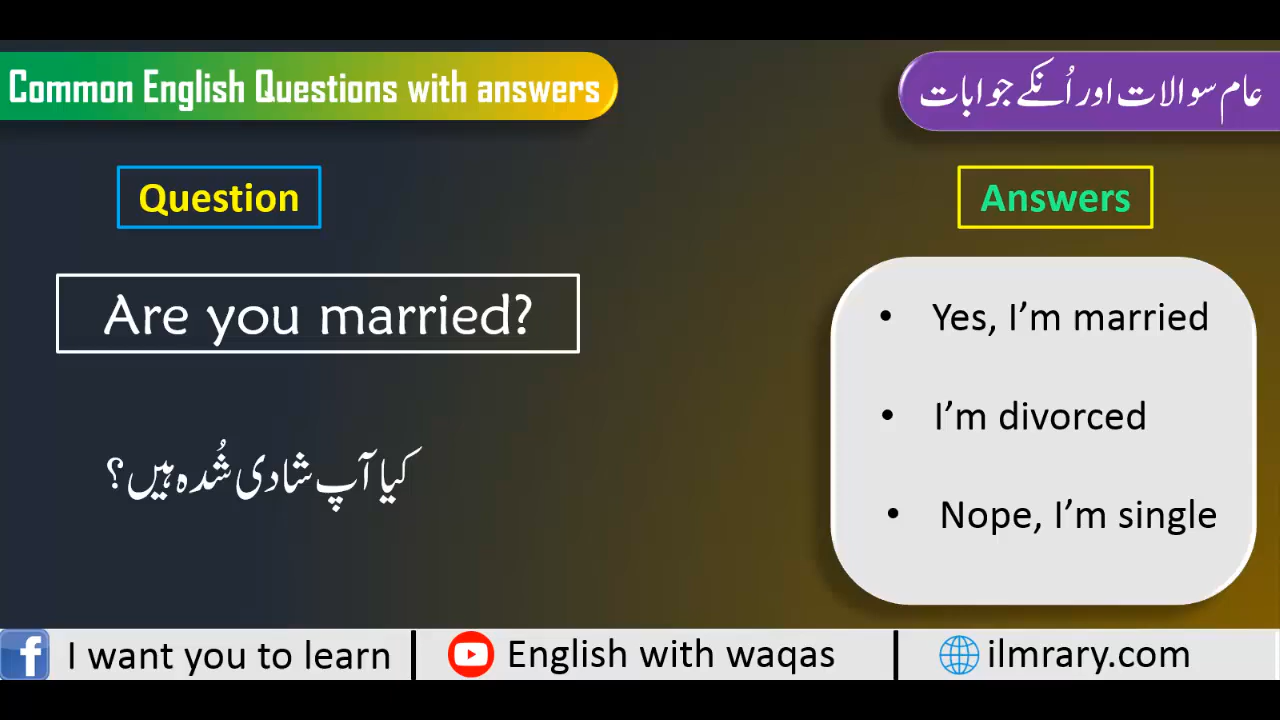 Common English Questions with answers
عام سوالات اور اُنکے جوابات
Question
Answers
Are you married?
کیا آپ شادی شُدہ ہیں؟
• Yes, I’m married
• I’m divorced
• Nope, I’m single
f I want you to learn
English with waqas
ilmrary.com